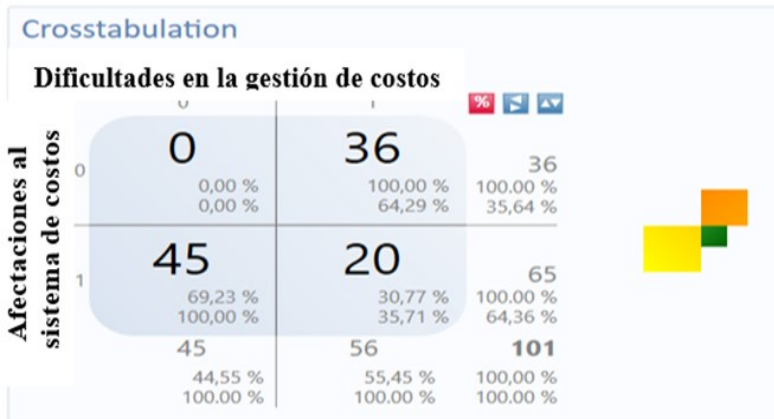 Crosstabulation
Dificultades en la gestión de costos
%
Afectaciones al
sistema de costos
0
0 36 36
0,00 % 100,00 % 100.00 %
0,00 % 64,29 % 35,64 %
1
45 20 65
69,23 % 30,77 % 100.00 %
100,00 % 35,71 % 64,36 %
45 56 101
44,55 % 55,45 % 100,00 %
100.00 % 100.00 % 100.00 %